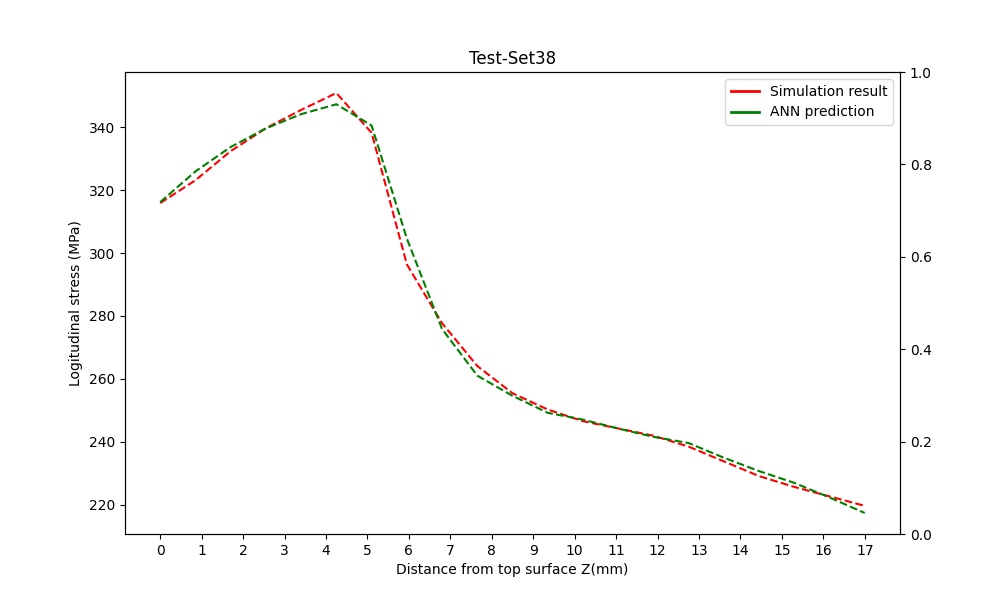 Test-Set38
Simulation result
ANN prediction
Logitudinal stress (MPa)
340
320
300
280
260
240
220
1.0
0.8
0.6
0.4
0.2
0.0
0 1 2 3 4 5 6 7 8 9 10 11 12 13 14 15 16 17
Distance from top surface Z(mm)